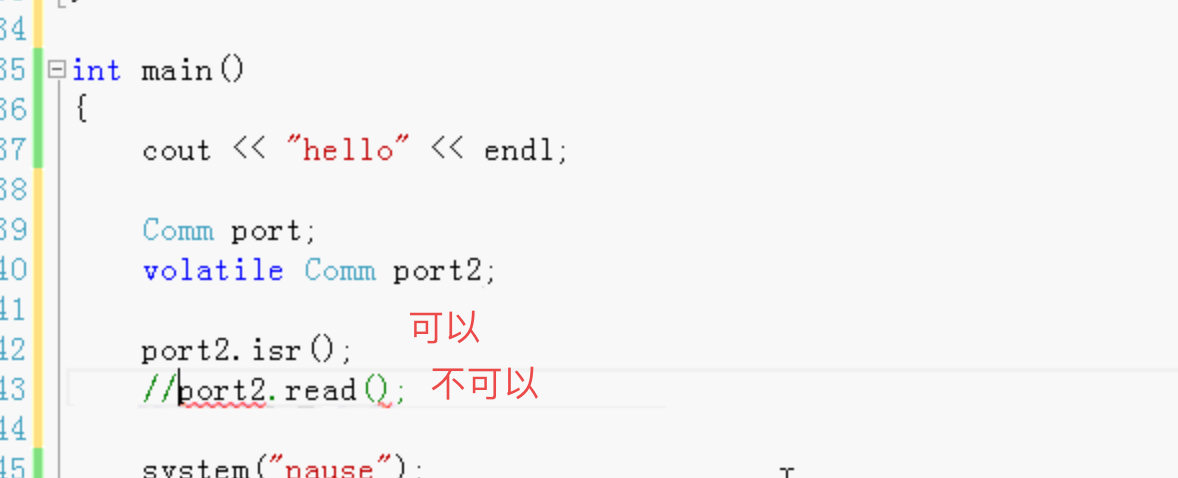 34
35 int main()
36 {
37 cout << "hello" << endl;
38
39 Comm port;
40 volatile Comm port2;
41
可以
42 port2.isr();
43 //port2.read(); 不可以
44
45 system("pause");